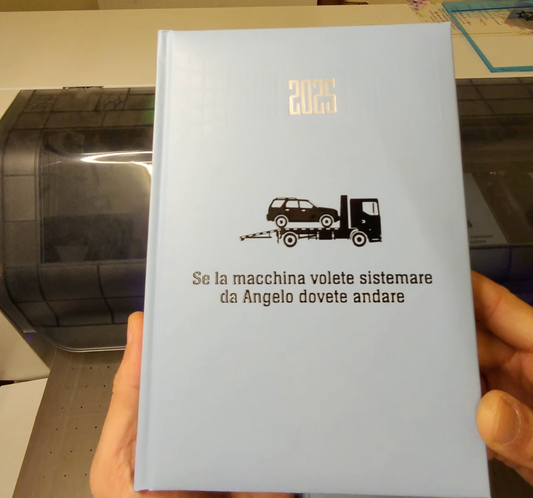 2025
Se la macchina volete sistemare
da Angelo dovete andare